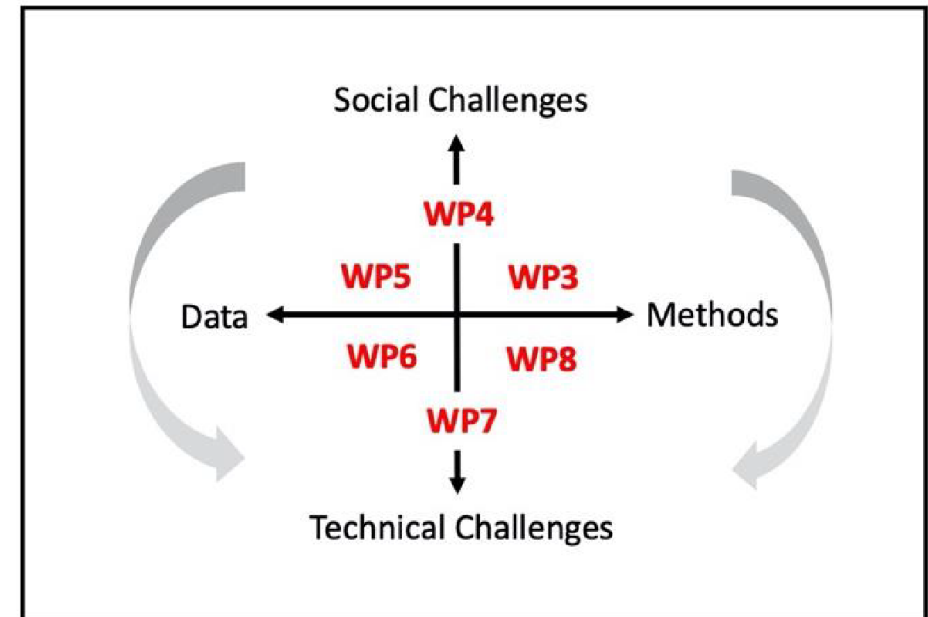 Social Challenges
WP4
WP5 WP3
Data Methods
WP6 WP8
WP7
Technical Challenges